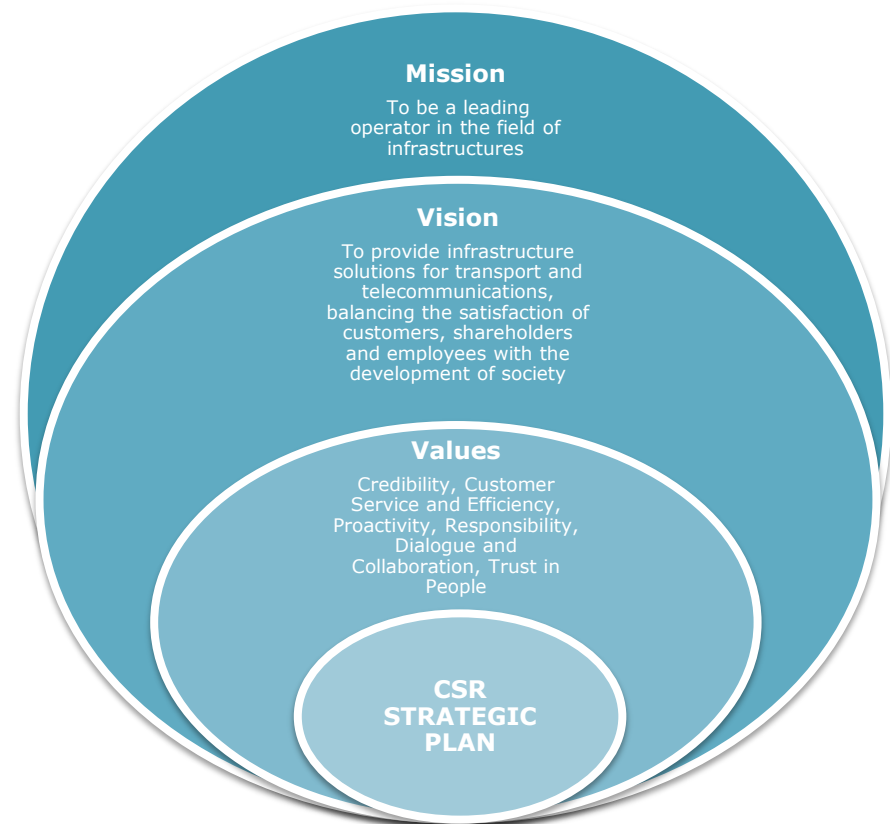 Mission
To be a leading
operator in the field of
infrastructures
Vision
To provide infrastructure
solutions for transport and
telecommunications,
balancing the satisfaction of
customers, shareholders
and employees with the
development of society
Values
Credibility, Customer
Service and Efficiency,
Proactivity, Responsibility,
Dialogue and
Collaboration, Trust in
People
CSR
STRATEGIC
PLAN